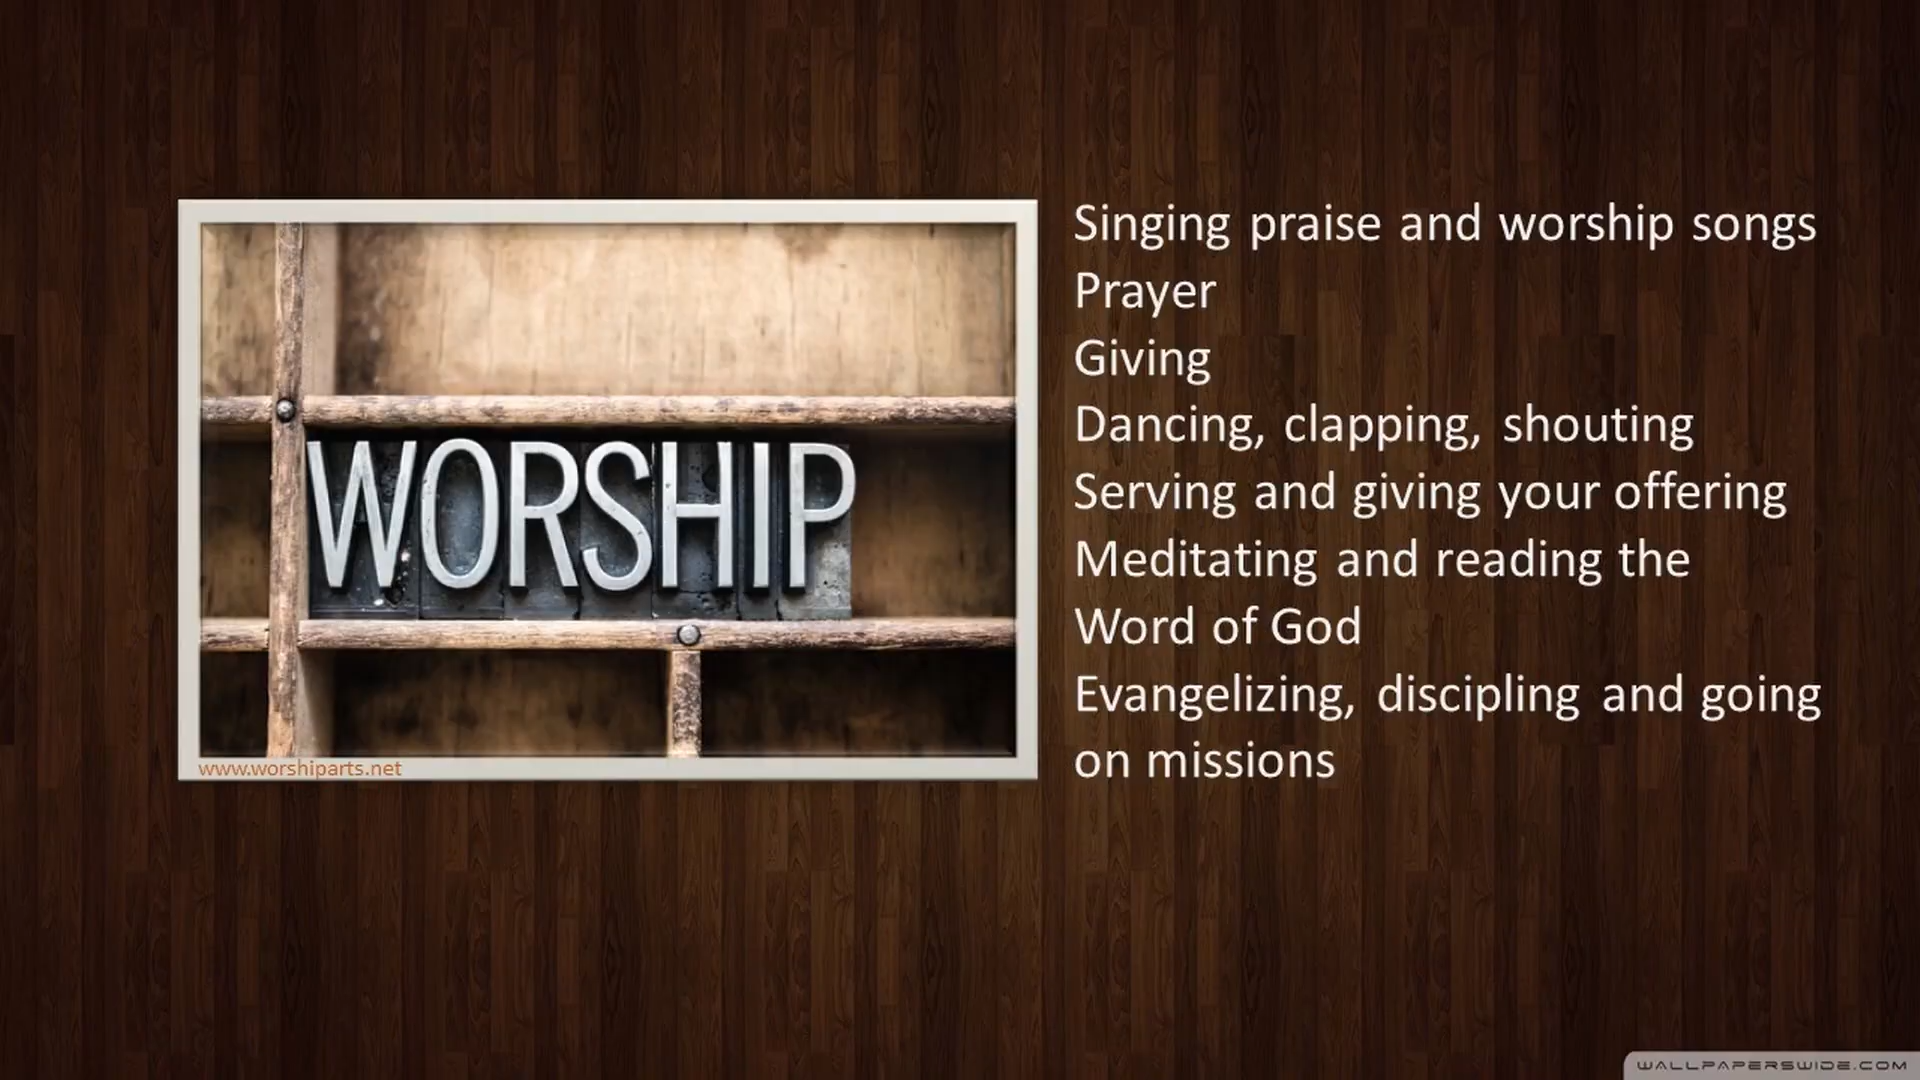 WORSHIP
www.worshiparts.net
Singing praise and worship songs
Prayer
Giving
Dancing, clapping, shouting
Serving and giving your offering
Meditating and reading the
Word of God
Evangelizing, discipling and going
on missions
WALLPAPERSWIDE.COM